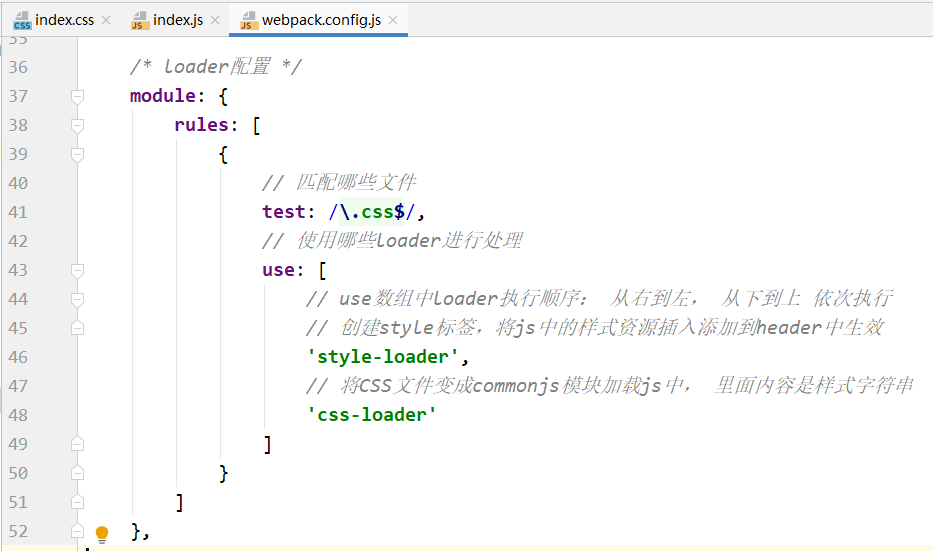 index.css index.js webpack.config.js
35
36 /* loader配置 */
37 module: {
38 rules: [
39 {
40 // 匹配哪些文件
41 test: /\.css$/,
42 // 使用哪些loader进行处理
43 use: [
44 // use数组中loader执行顺序： 从右到左， 从下到上 依次执行
45 // 创建style标签，将js中的样式资源插入添加到header中生效
46 'style-loader',
47 // 将CSS文件变成commonjs模块加载js中， 里面内容是样式字符串
48 'css-loader'
49 ]
50 }
51 ]
52 },